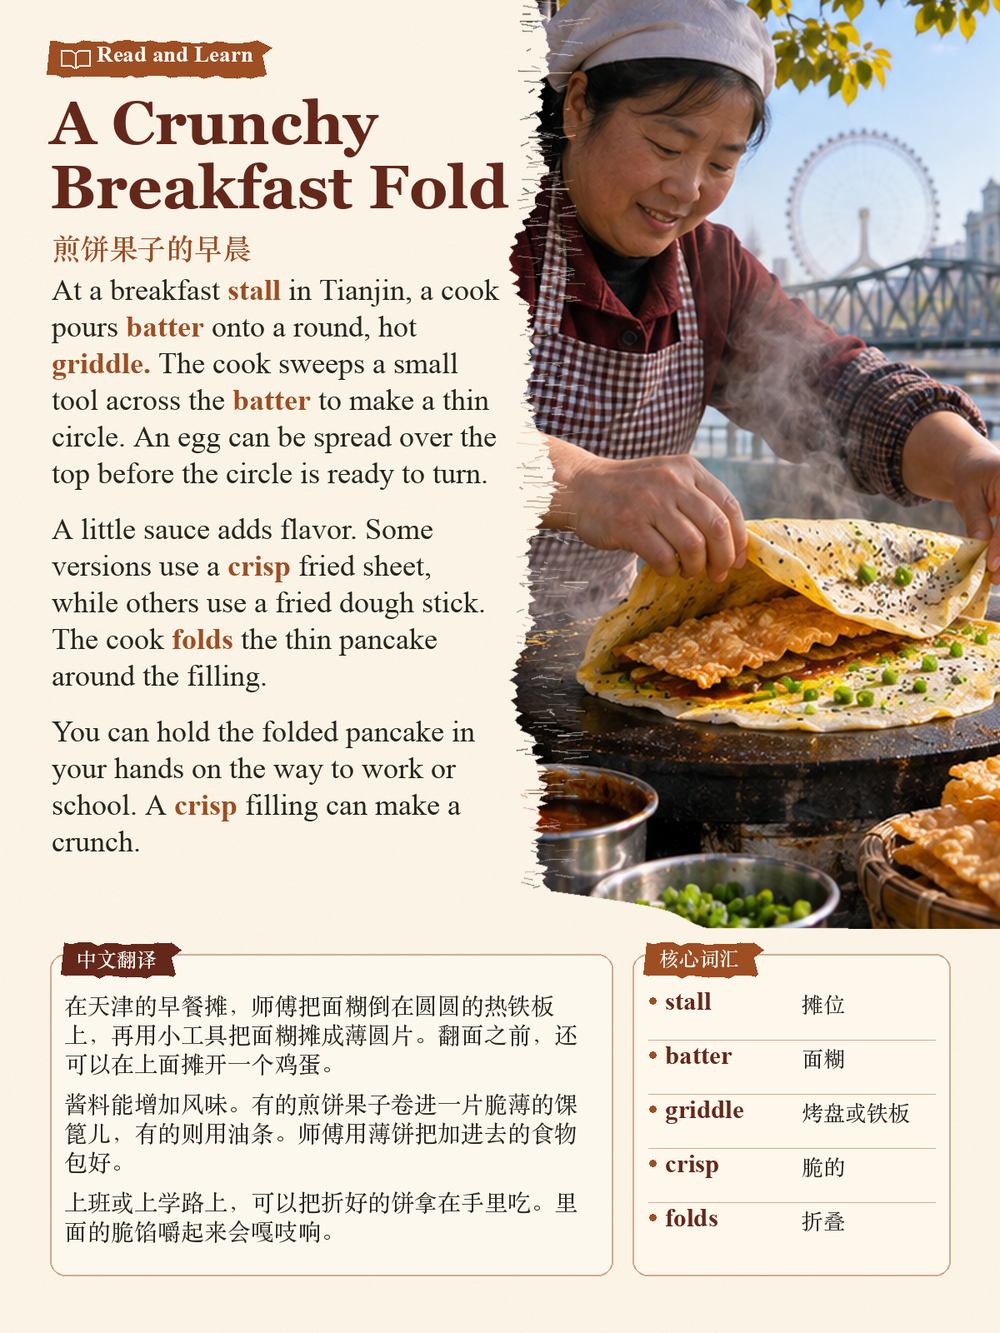 Read and Learn
A Crunchy
Breakfast Fold
煎饼果子的早晨
At a breakfast stall in Tianjin, a cook
pours batter onto a round, hot
griddle. The cook sweeps a small
tool across the batter to make a thin
circle. An egg can be spread over the
top before the circle is ready to turn.
A little sauce adds flavor. Some
versions use a crisp fried sheet,
while others use a fried dough stick.
The cook folds the thin pancake
around the filling.
You can hold the folded pancake in
your hands on the way to work or
school. A crisp filling can make a
crunch.
中文翻译
在天津的早餐摊，师傅把面糊倒在圆圆的热铁板
上，再用小工具把面糊摊成薄圆片。翻面之前，还
可以在上面摊开一个鸡蛋。
酱料能增加风味。有的煎饼果子卷进一片脆薄的馃
篦儿，有的则用油条。师傅用薄饼把加进去的食物
包好。
上班或上学路上，可以把折好的饼拿在手里吃。里
面的脆馅嚼起来会嘎吱响。
核心词汇
• stall 摊位
• batter 面糊
• griddle 烤盘或铁板
• crisp 脆的
• folds 折叠